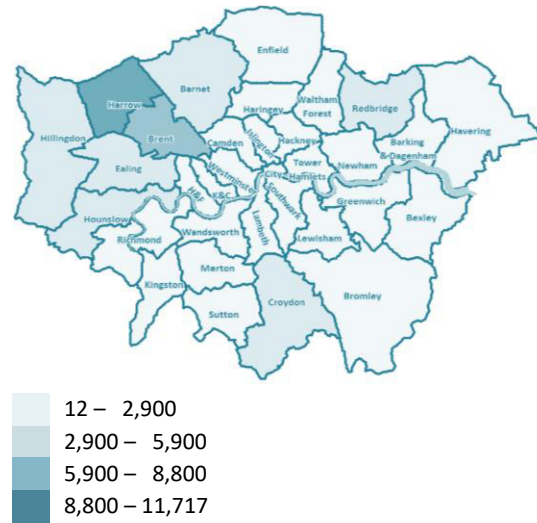 Enfield
Barnet
Harrow
Haringey
Waltham
Forest
Redbridge
Havering
Hillingdon
Brent
Camden
Islington
Hackney
Barking
& Dagenham
Ealing
Westminster
City
Tower
Hamlets
Newham
H&F
K&C
Southwark
Greenwich
Hounslow
Bexley
Richmond
Wandsworth
Lambeth
Lewisham
Merton
Kingston
Sutton
Croydon
Bromley
12 – 2,900
2,900 – 5,900
5,900 – 8,800
8,800 – 11,717